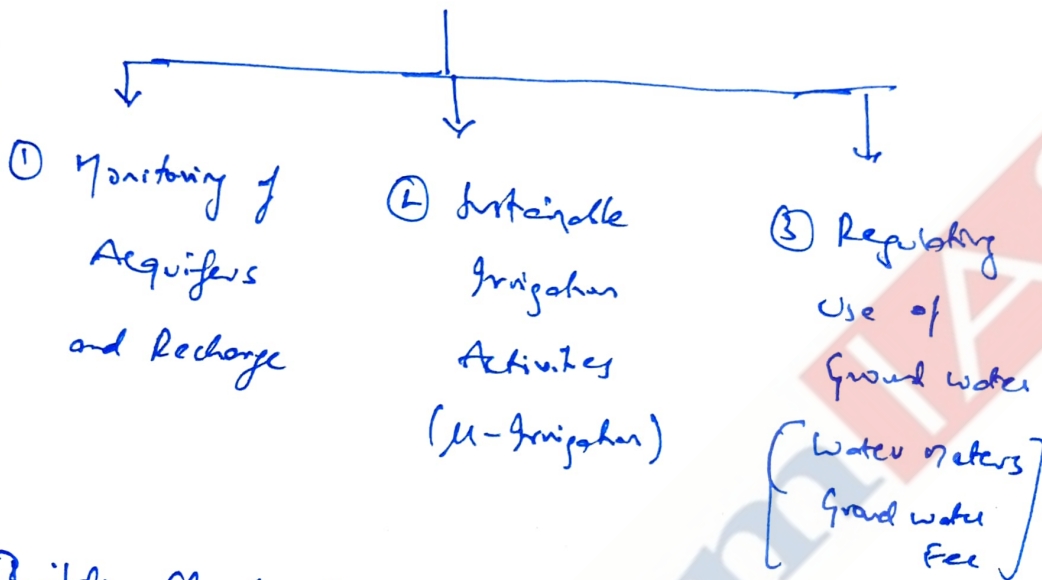 ① Monitoring of
Acquifers
and Recharge
② Sustainable
Irrigation
Activities
(μ-Irrigation)
③ Regulating
Use of
Ground water
[Water Meters
Ground water
Fee]
IA